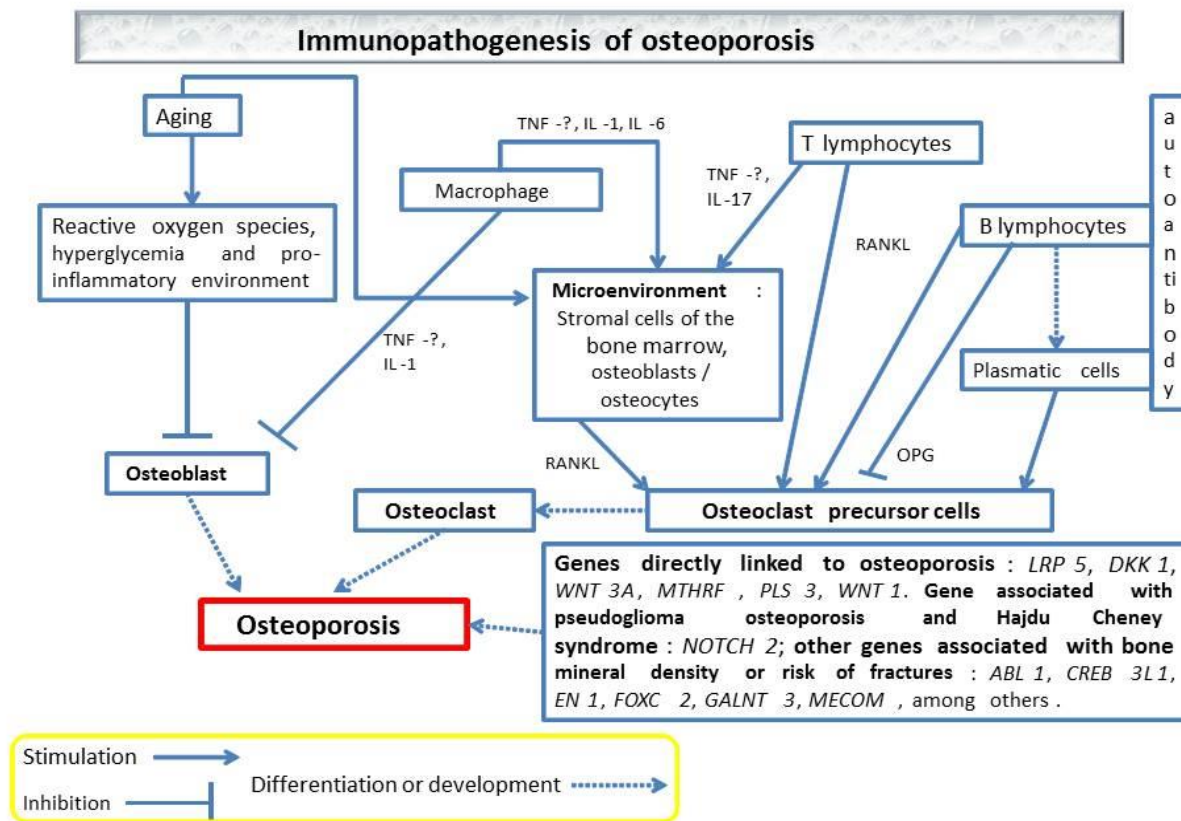 Immunopathogenesis of osteoporosis
Aging
TNF -?, IL -1, IL -6
T lymphocytes
Macrophage
TNF -?,
IL -17
Reactive oxygen species,
hyperglycemia and pro-
inflammatory environment
B lymphocytes
RANKL
autoantibody
Microenvironment :
Stromal cells of the
bone marrow,
osteoblasts /
osteocytes
TNF -?,
IL -1
Plasmatic cells
Osteoblast
RANKL
OPG
Osteoclast
Osteoclast precursor cells
Genes directly linked to osteoporosis : LRP 5, DKK 1,
WNT 3A, MTHRF , PLS 3, WNT 1. Gene associated with
pseudoglioma osteoporosis and Hajdu Cheney
syndrome : NOTCH 2; other genes associated with bone
mineral density or risk of fractures : ABL 1, CREB 3L 1,
EN 1, FOXC 2, GALNT 3, MECOM , among others .
Osteoporosis
Stimulation
Differentiation or development
Inhibition